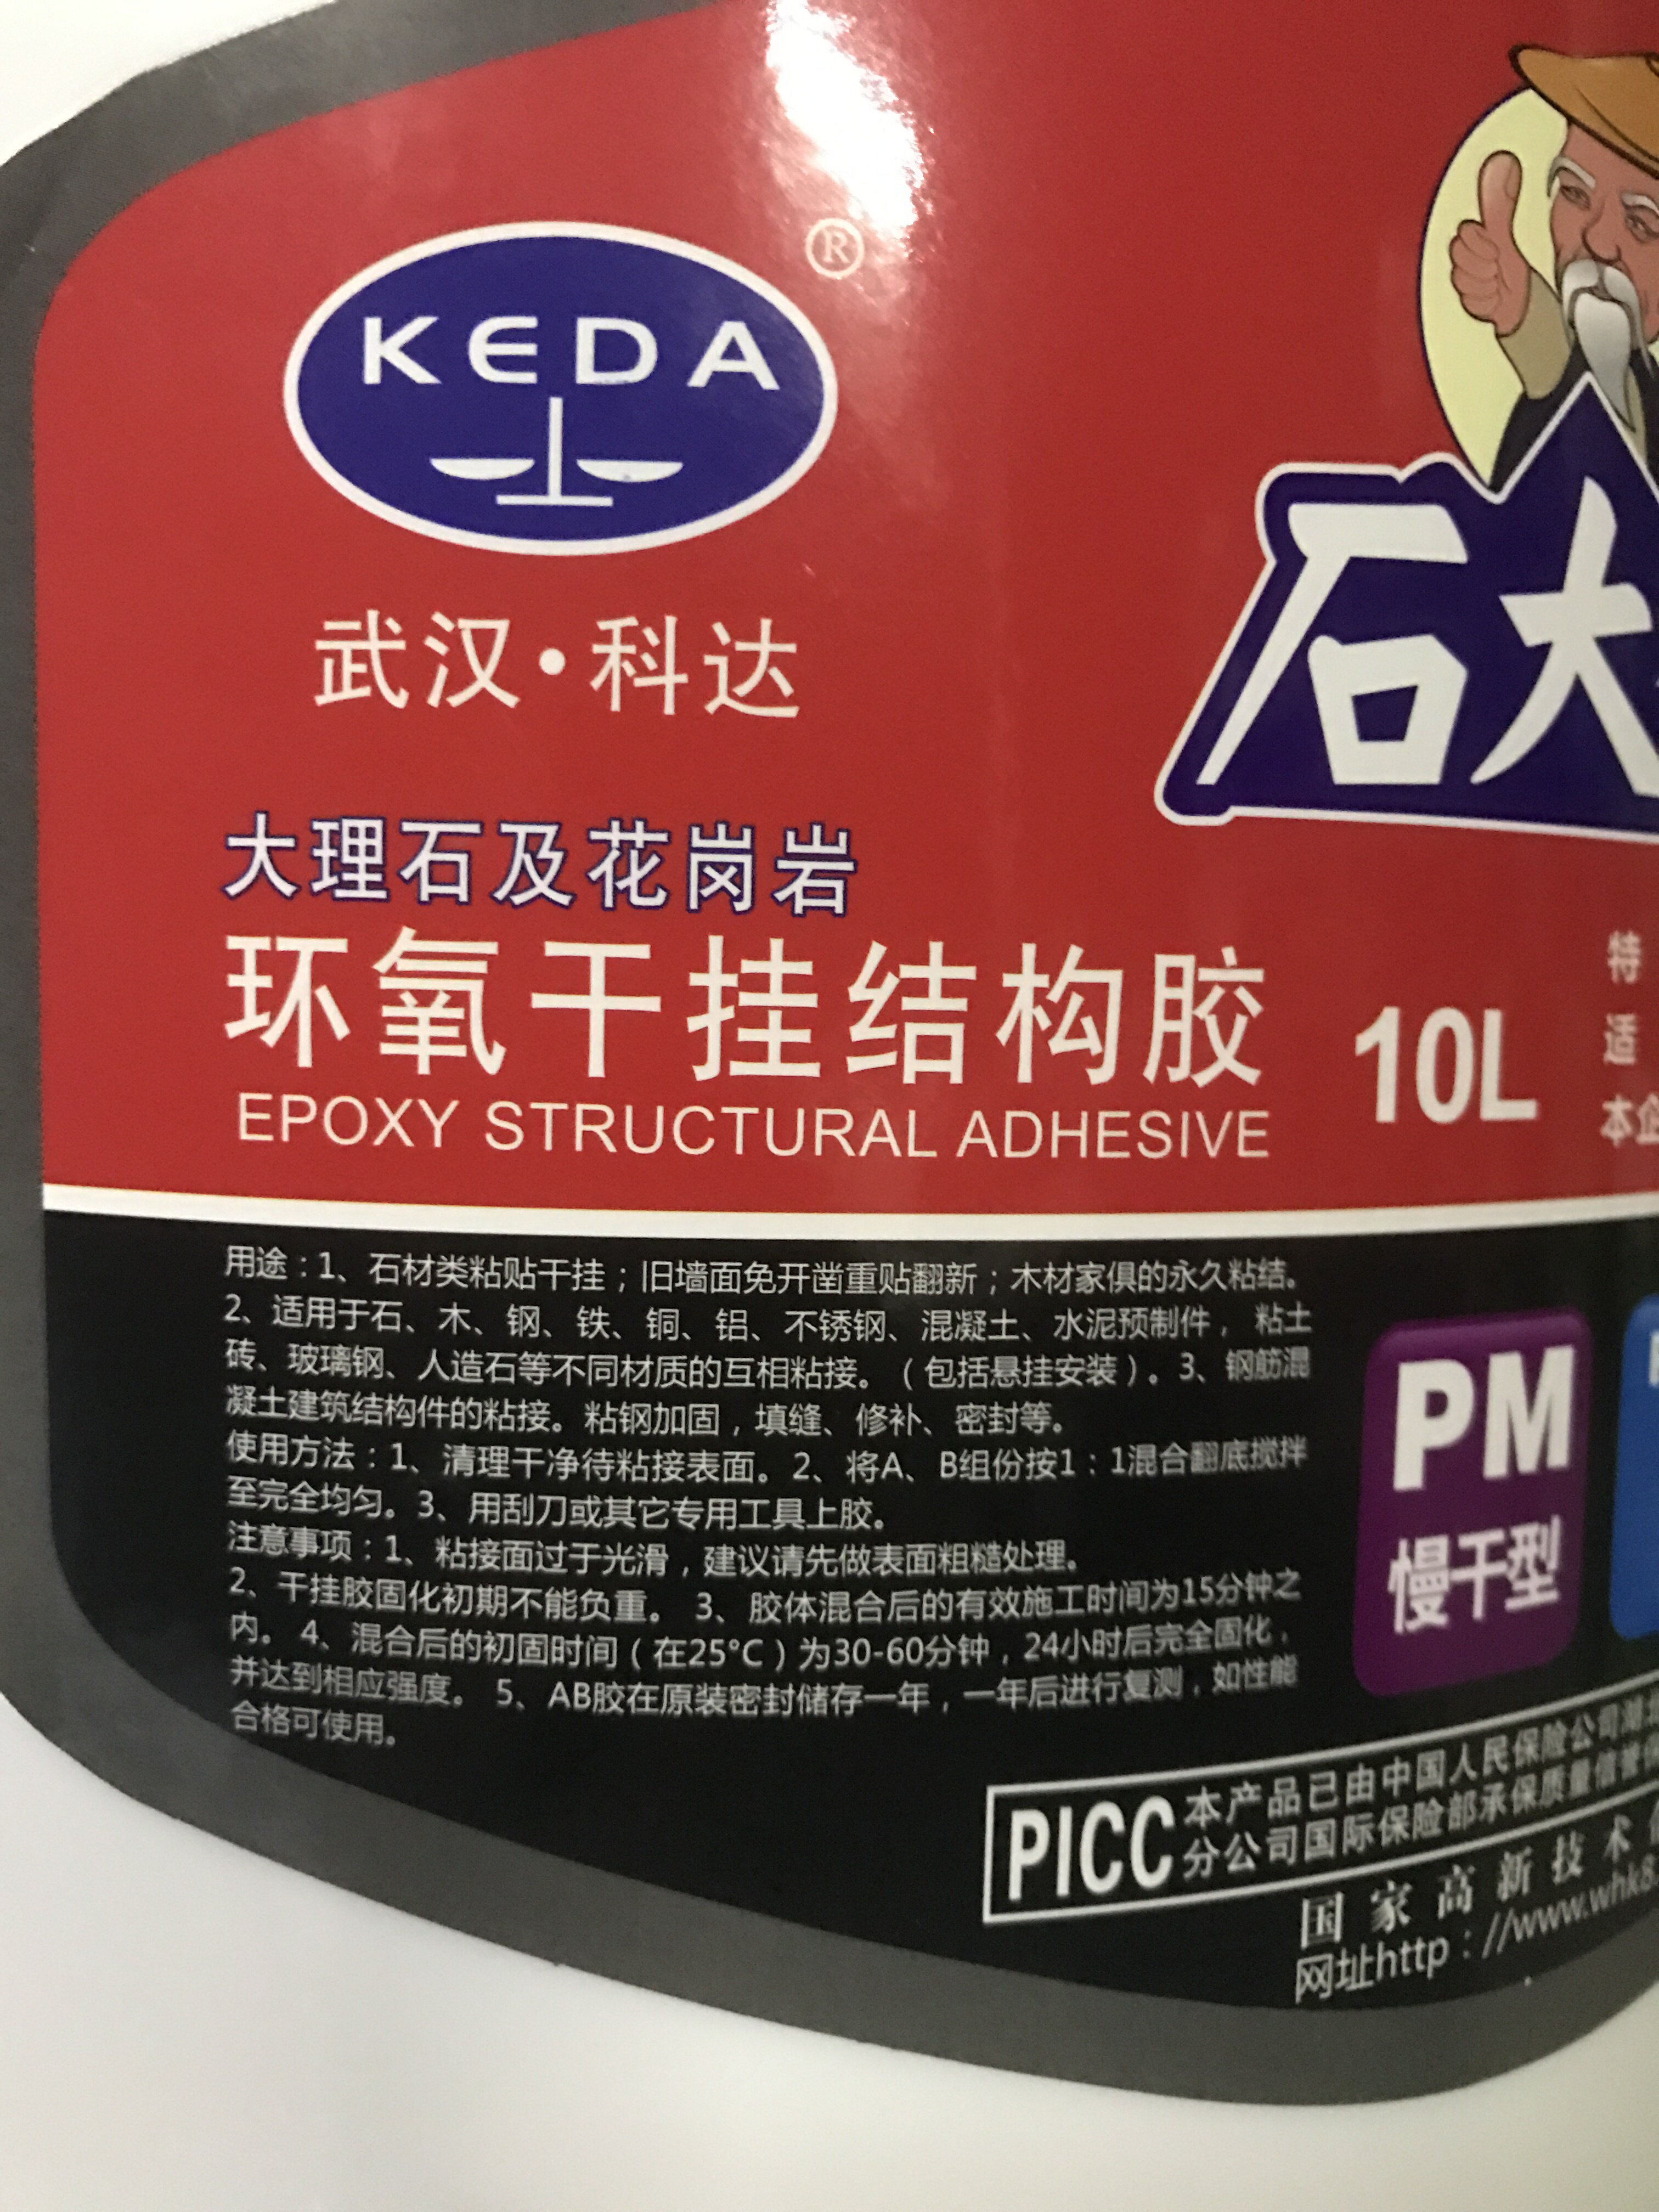 KEDA
®
武汉·科达
石大
大理石及花岗岩
环氧干挂结构胶
EPOXY STRUCTURAL ADHESIVE
10L
特
适
本企
用途：1、石材类粘贴干挂；旧墙面免开凿重贴翻新；木材家俱的永久粘结。
2、适用于石、木、钢、铁、铜、铝、不锈钢、混凝土、水泥预制件， 粘土
砖、玻璃钢、人造石等不同材质的互相粘接。（包括悬挂安装）。3、钢筋混
凝土建筑结构件的粘接。粘钢加固，填缝、修补、密封等。
使用方法：1、清理干净待粘接表面。2、将A、B组份按1：1混合翻底搅拌
至完全均匀。3、用刮刀或其它专用工具上胶。
注意事项：1、粘接面过于光滑，建议请先做表面粗糙处理。
2、干挂胶固化初期不能负重。 3、胶体混合后的有效施工时间为15分钟之
内。 4、混合后的初固时间（在25°C）为30-60分钟，24小时后完全固化，
并达到相应强度。 5、AB胶在原装密封储存一年，一年后进行复测，如性能
合格可使用。
PM
慢干型
PICC
本产品已由中国人民保险公司湖北
分公司国际保险部承保质量信誉保
国家高新技术
网址http：//www.whk8